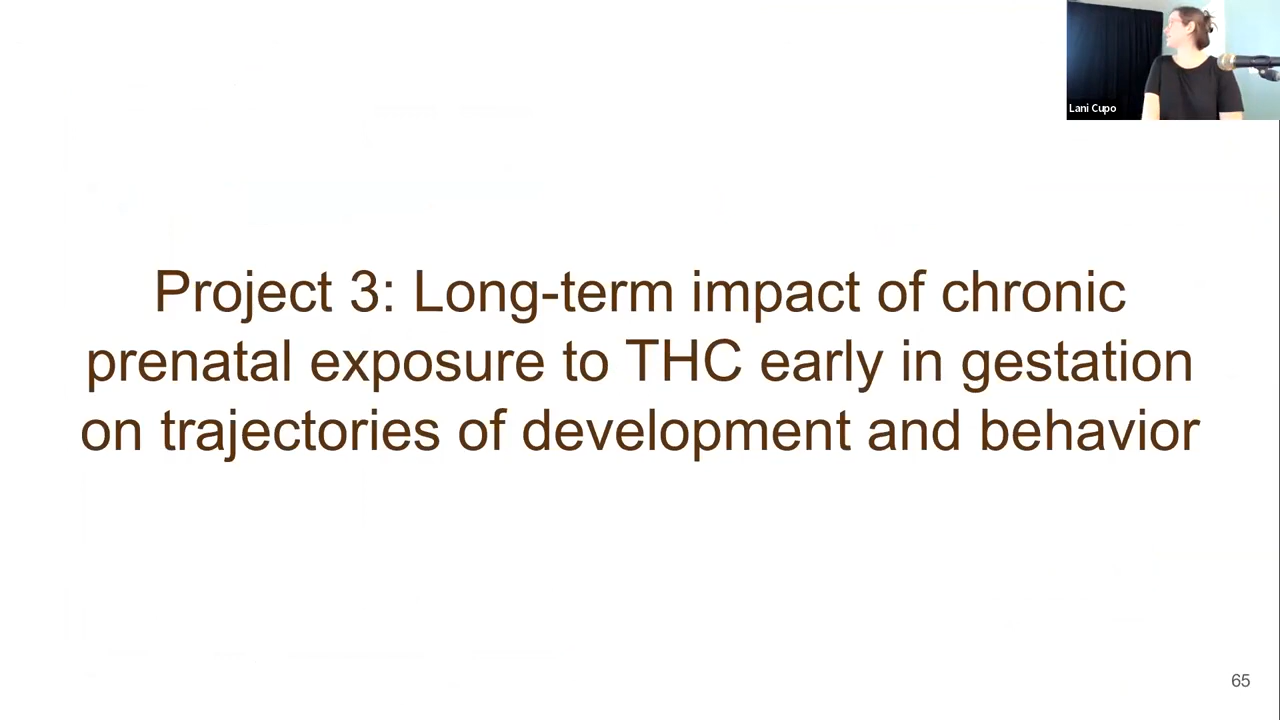 Lani Cupo
Project 3: Long-term impact of chronic
prenatal exposure to THC early in gestation
on trajectories of development and behavior
65